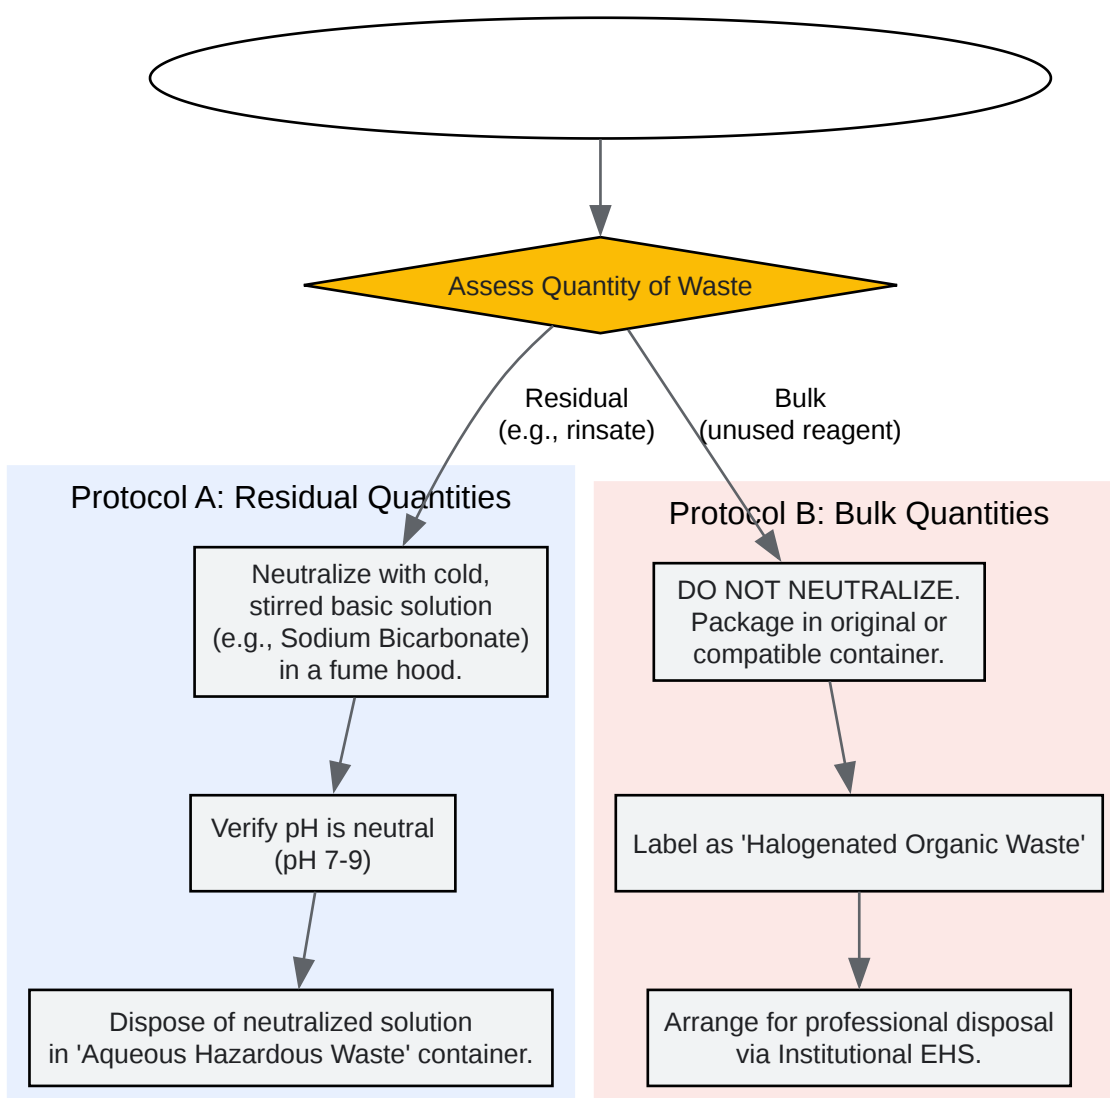 Assess Quantity of Waste
Residual
(e.g., rinsate)
Bulk
(unused reagent)
Protocol A: Residual Quantities
Neutralize with cold,
stirred basic solution
(e.g., Sodium Bicarbonate)
in a fume hood.
Verify pH is neutral
(pH 7-9)
Dispose of neutralized solution
in 'Aqueous Hazardous Waste' container.
Protocol B: Bulk Quantities
DO NOT NEUTRALIZE.
Package in original or
compatible container.
Label as 'Halogenated Organic Waste'
Arrange for professional disposal
via Institutional EHS.